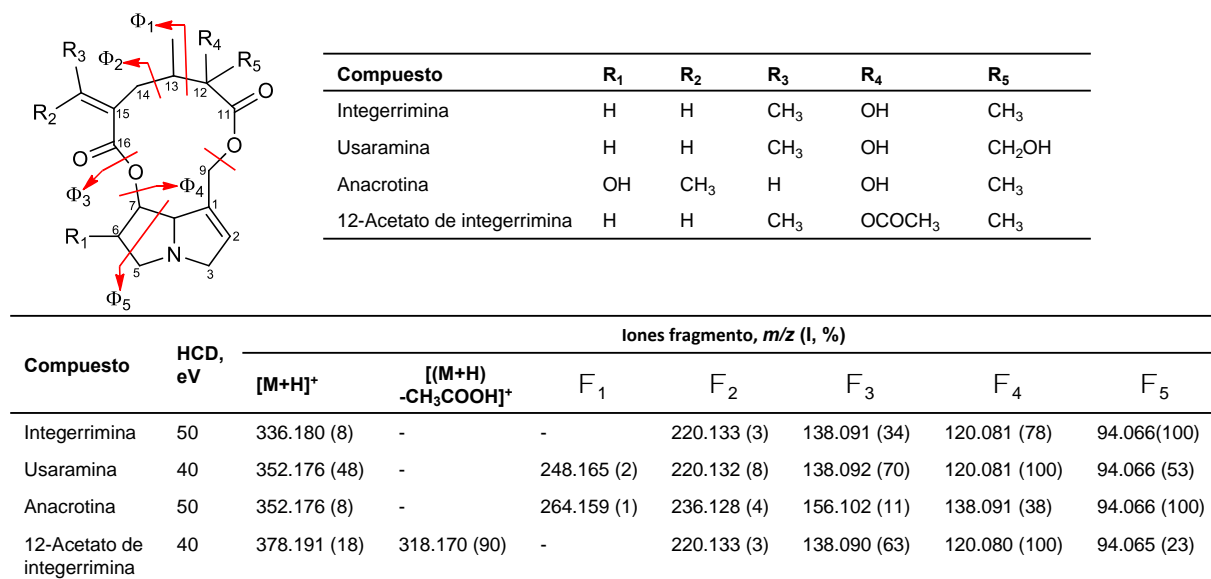 Φ1
R4
R3
Φ2
R5
13
12
14
O
R2
15
11
16
O
O
O
9
Φ3
Φ4
7
1
R1
6
2
N
5
3
Φ5
Compuesto R1 R2 R3 R4 R5
Integerrimina H H CH3 OH CH3
Usaramina H H CH3 OH CH2OH
Anacrotina OH CH3 H OH CH3
12-Acetato de integerrimina H H CH3 OCOCH3 CH3
Iones fragmento, m/z (I, %)
Compuesto HCD, eV [M+H]+ [(M+H) -CH3COOH]+ F1 F2 F3 F4 F5
Integerrimina 50 336.180 (8) - - 220.133 (3) 138.091 (34) 120.081 (78) 94.066(100)
Usaramina 40 352.176 (48) - 248.165 (2) 220.132 (8) 138.092 (70) 120.081 (100) 94.066 (53)
Anacrotina 50 352.176 (8) - 264.159 (1) 236.128 (4) 156.102 (11) 138.091 (38) 94.066 (100)
12-Acetato de integerrimina 40 378.191 (18) 318.170 (90) - 220.133 (3) 138.090 (63) 120.080 (100) 94.065 (23)